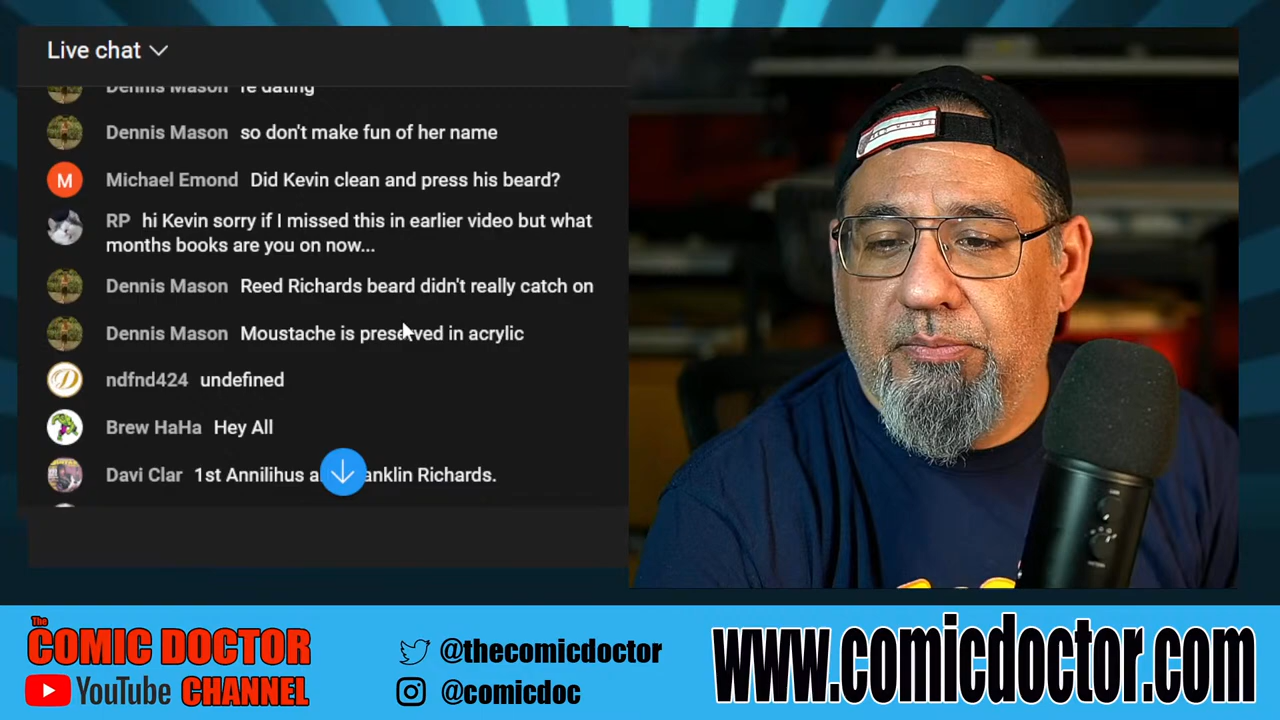 Live chat
Dennis Mason re dating
Dennis Mason so don't make fun of her name
M Michael Emond Did Kevin clean and press his beard?
RP hi Kevin sorry if I missed this in earlier video but what
months books are you on now...
Dennis Mason Reed Richards beard didn't really catch on
Dennis Mason Moustache is preserved in acrylic
ndfnd424 undefined
Brew HaHa Hey All
Davi Clar 1st Annilihus a anklin Richards.
The
COMIC DOCTOR
YouTube CHANNEL
@thecomicdoctor
@comicdoc
www.comicdoctor.com